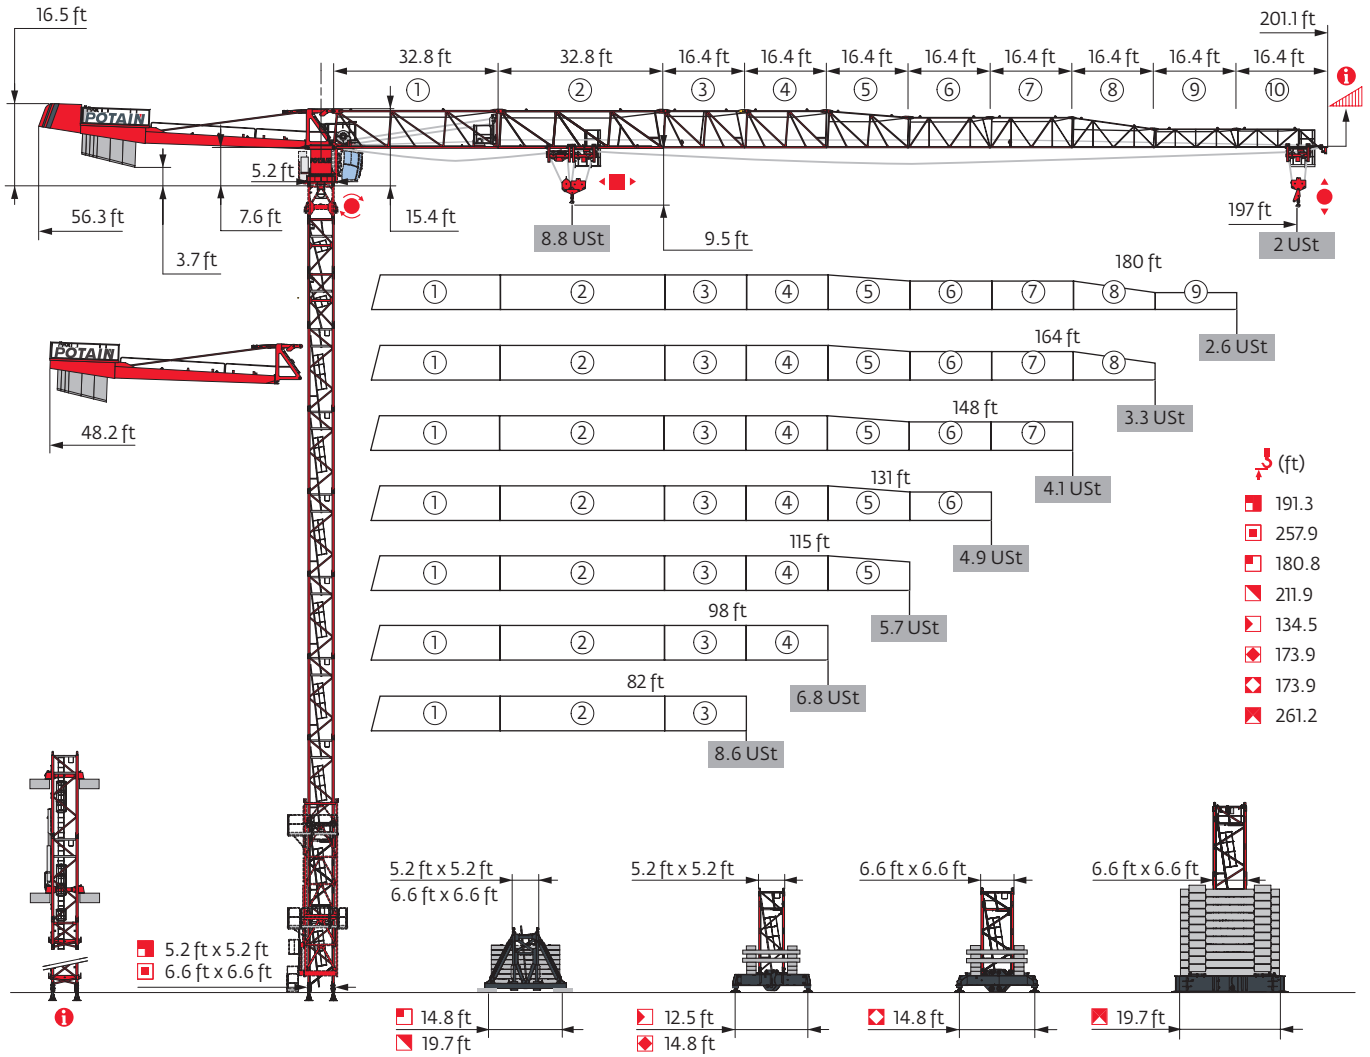 16.5 ft
201.1 ft
32.8 ft 32.8 ft 16.4 ft 16.4 ft 16.4 ft 16.4 ft 16.4 ft 16.4 ft 16.4 ft 16.4 ft
1 2 3 4 5 6 7 8 9 10
i
POTAIN
POTAIN
5.2 ft
56.3 ft
7.6 ft
15.4 ft
8.8 USt
9.5 ft
197 ft
2 USt
3.7 ft
180 ft
1 2 3 4 5 6 7 8 9
2.6 USt
164 ft
1 2 3 4 5 6 7 8
3.3 USt
POTAIN
48.2 ft
148 ft
1 2 3 4 5 6 7
4.1 USt
131 ft
1 2 3 4 5 6
4.9 USt
115 ft
1 2 3 4 5
5.7 USt
98 ft
1 2 3 4
6.8 USt
82 ft
1 2 3
8.6 USt
(ft)
191.3
257.9
180.8
211.9
134.5
173.9
173.9
261.2
5.2 ft x 5.2 ft
6.6 ft x 6.6 ft
i
5.2 ft x 5.2 ft
6.6 ft x 6.6 ft
14.8 ft
19.7 ft
5.2 ft x 5.2 ft
12.5 ft
14.8 ft
6.6 ft x 6.6 ft
14.8 ft
6.6 ft x 6.6 ft
19.7 ft